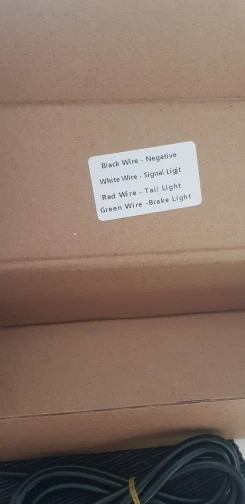 Black Wire - Negative
White Wire - Signal Light
Red Wire - Tail Light
Green Wire -Brake Light